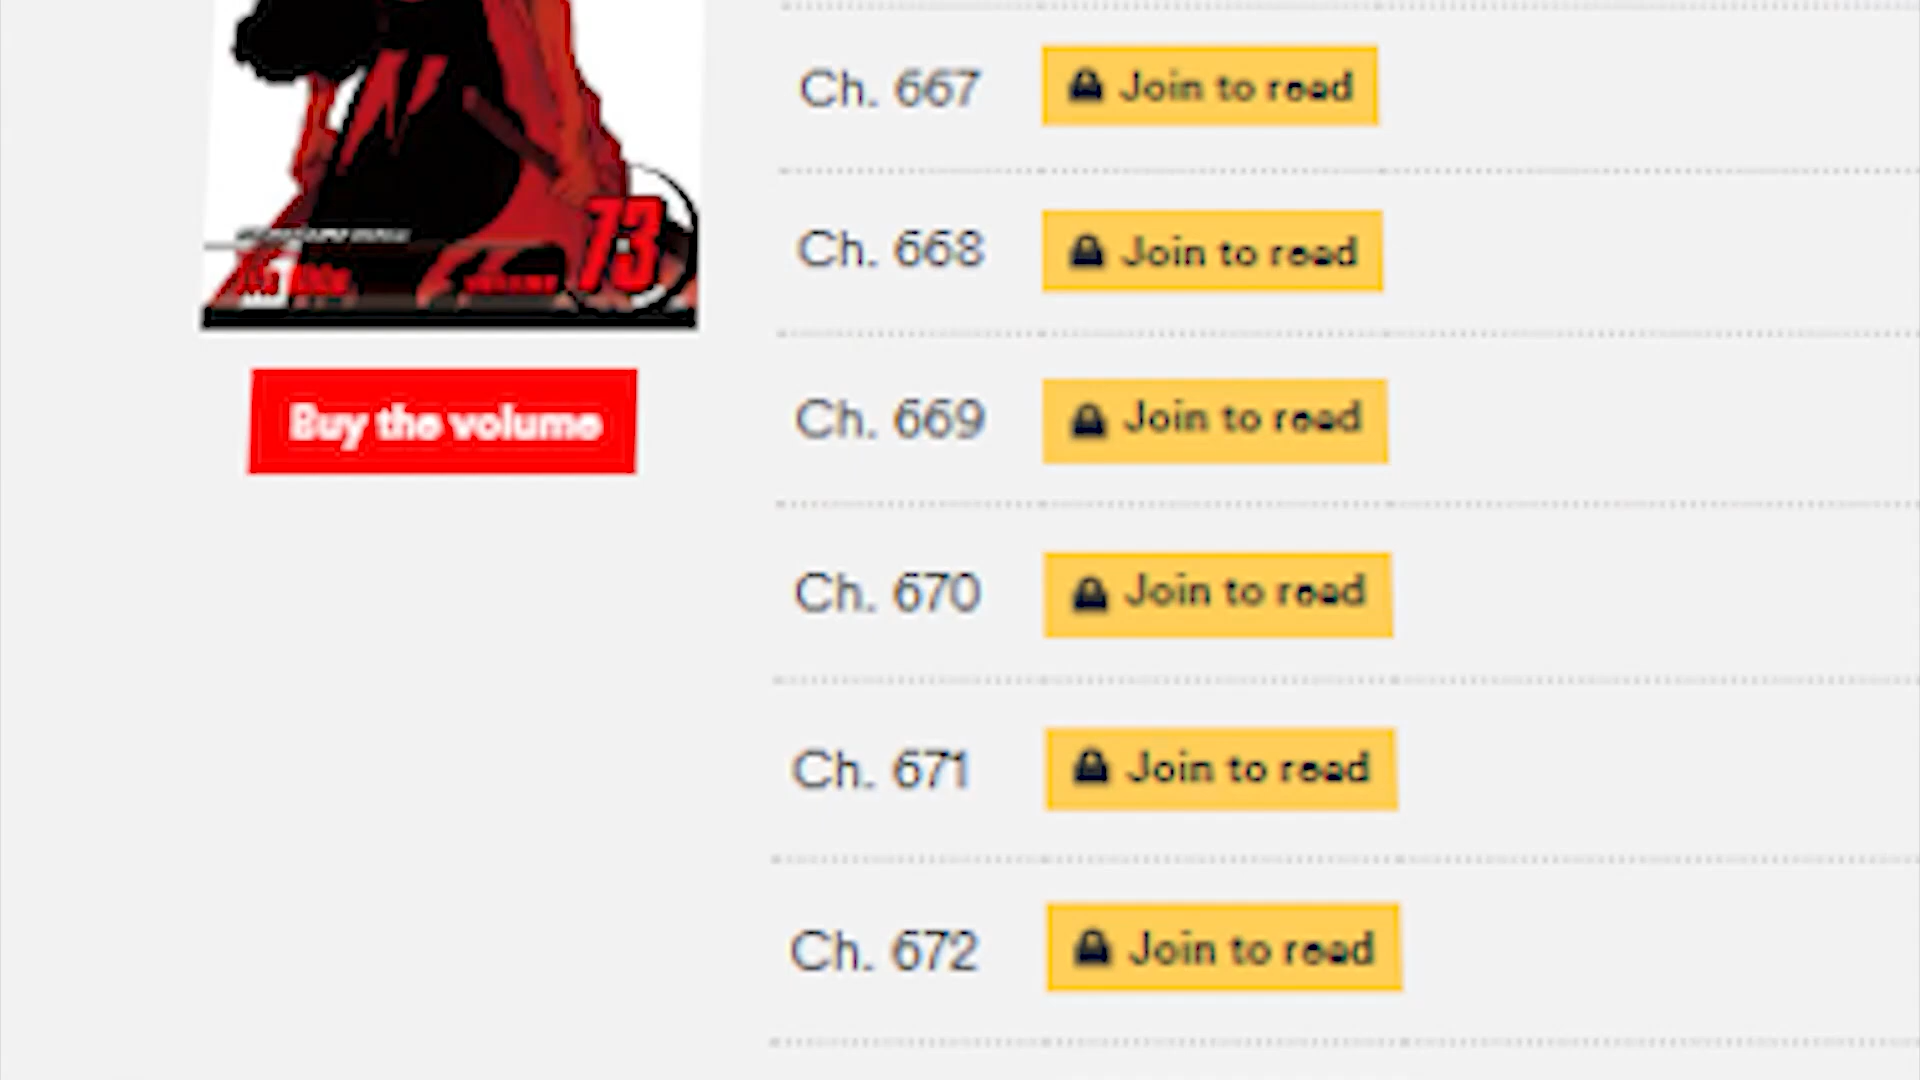 73
VOLUME
Buy the volume
Ch. 667 Join to read
Ch. 668 Join to read
Ch. 669 Join to read
Ch. 670 Join to read
Ch. 671 Join to read
Ch. 672 Join to read